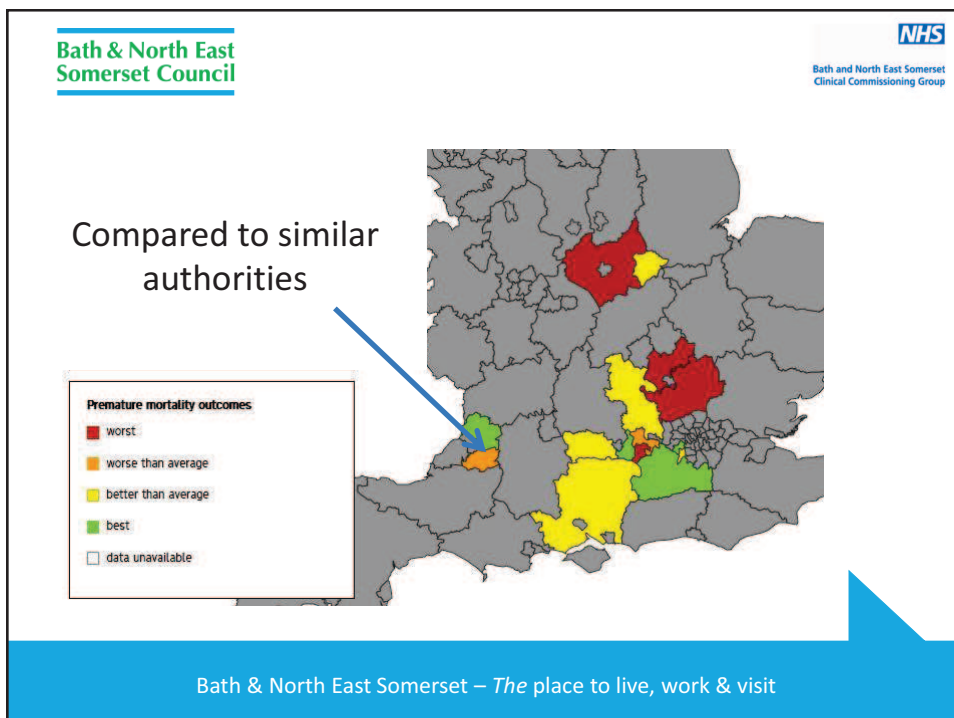 Bath & North East
Somerset Council
NHS
Bath and North East Somerset
Clinical Commissioning Group
Compared to similar
authorities
Premature mortality outcomes
worst
worse than average
better than average
best
data unavailable
Bath & North East Somerset – The place to live, work & visit